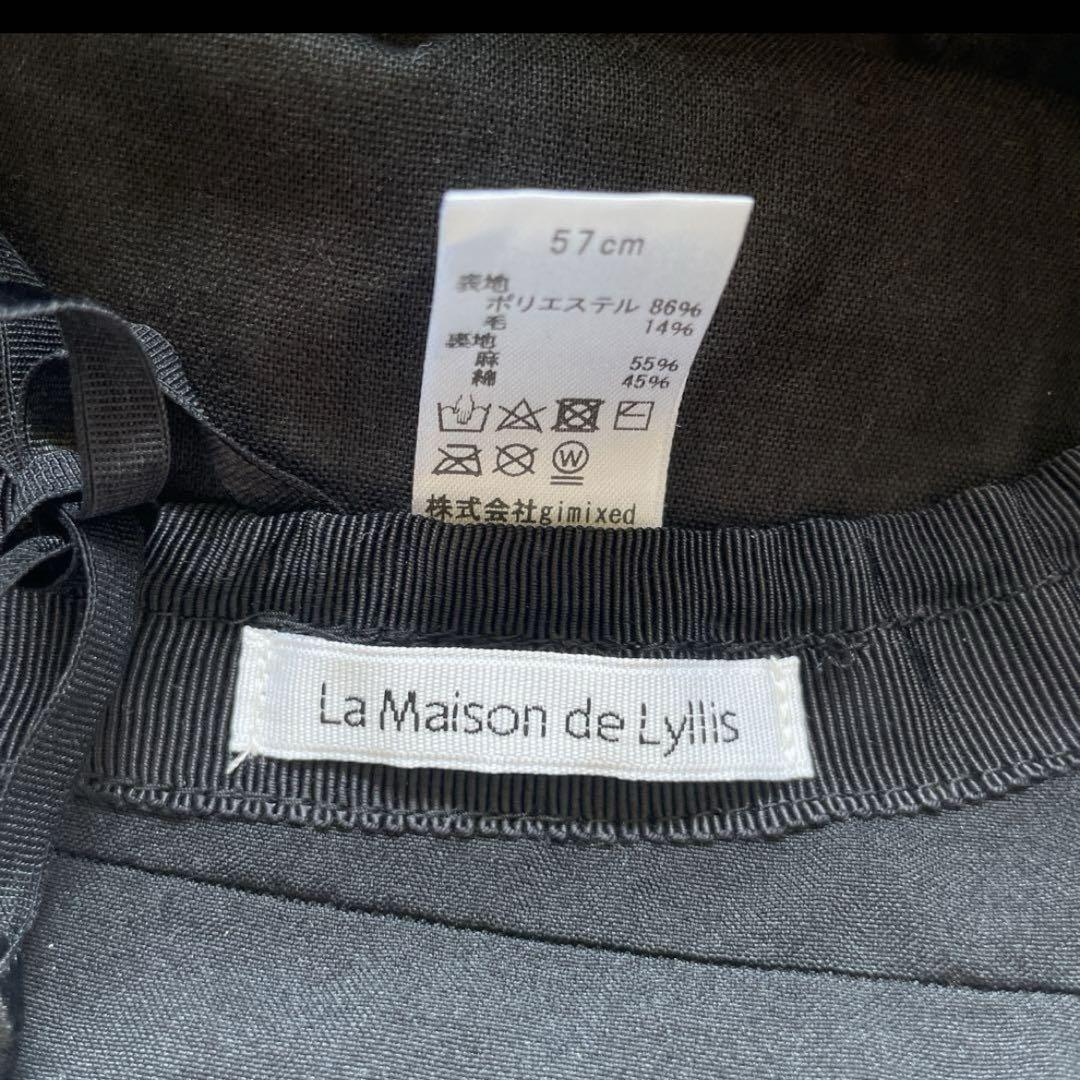 57cm
表地
ポリエステル 86%
毛 14%
裏地
麻 55%
綿 45%
W
株式会社gimixed
La Maison de Lyllis